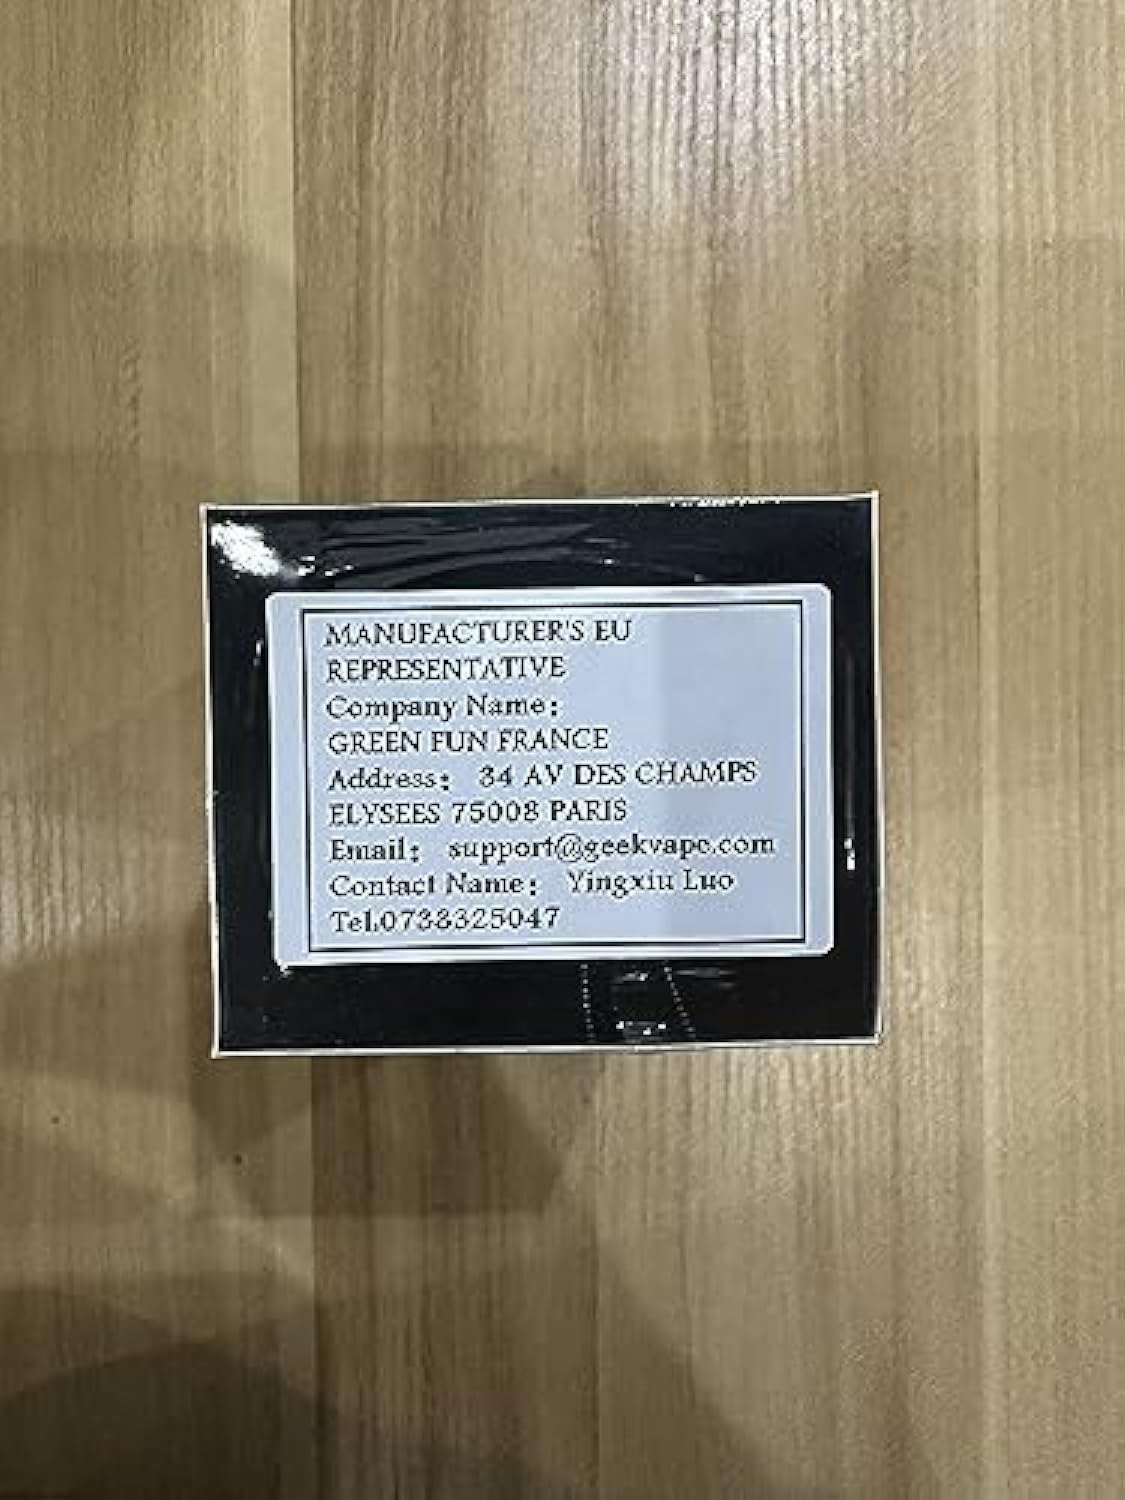 MANUFACTURER'S EU
REPRESENTATIVE
Company Name:
GREEN FUN FRANCE
Address: 34 AV DES CHAMPS
ELYSEES 75008 PARIS
Email: support@geekvape.com
Contact Name: Yingxiu Luo
Tel.0738325047